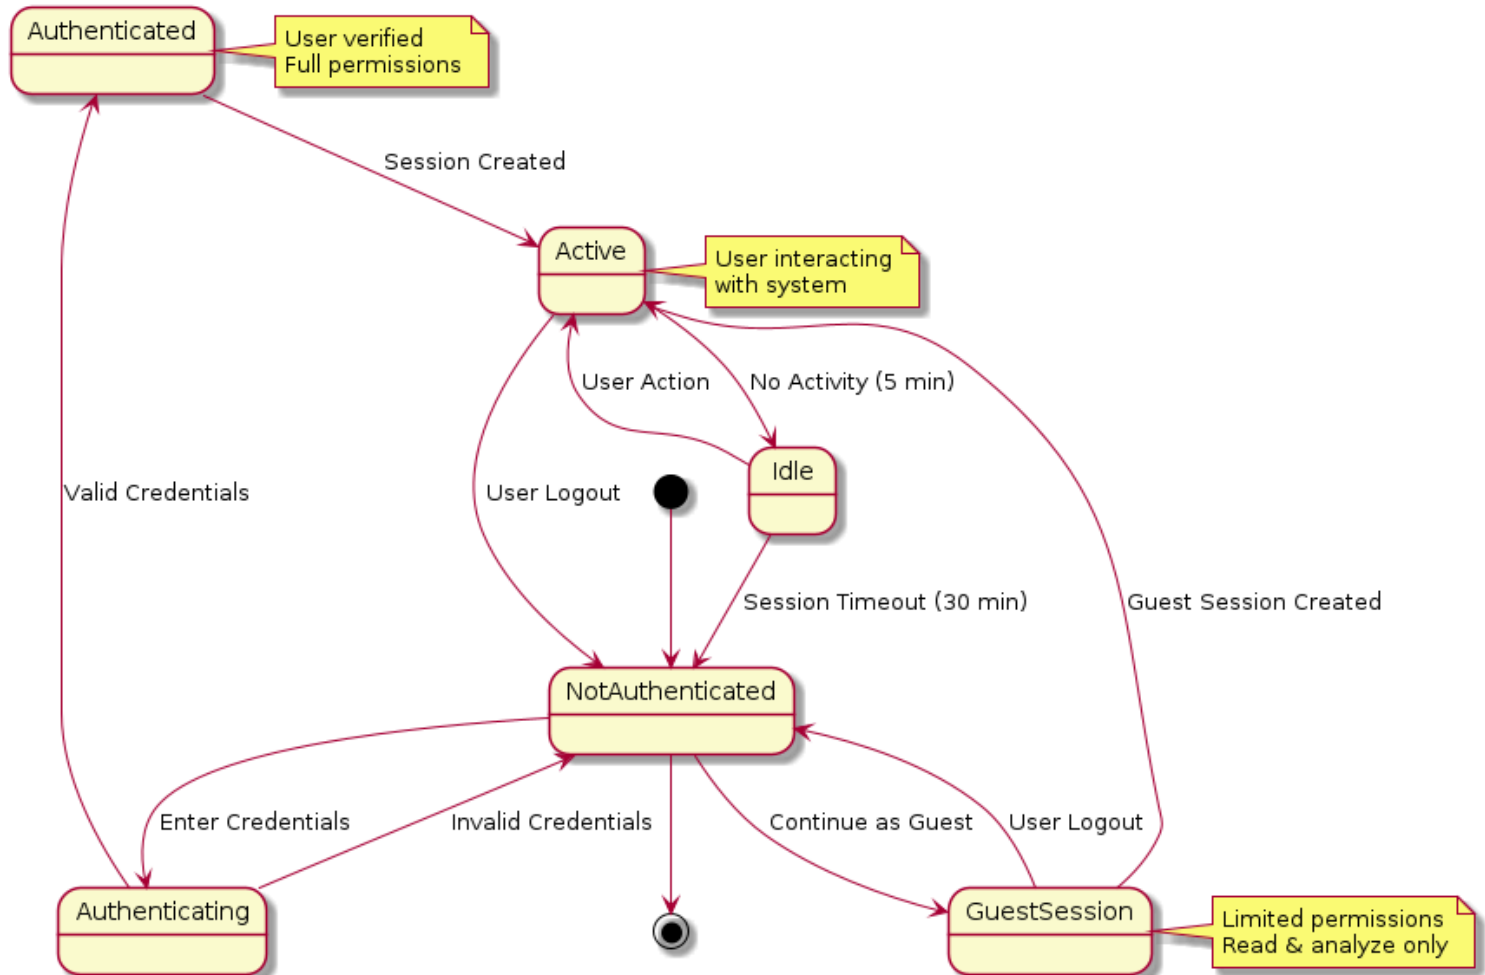 Authenticated
User verified
Full permissions
Session Created
Active
User interacting
with system
User Action
No Activity (5 min)
Idle
Valid Credentials
User Logout
Session Timeout (30 min)
Guest Session Created
NotAuthenticated
Enter Credentials
Invalid Credentials
Continue as Guest
User Logout
Authenticating
GuestSession
Limited permissions
Read & analyze only